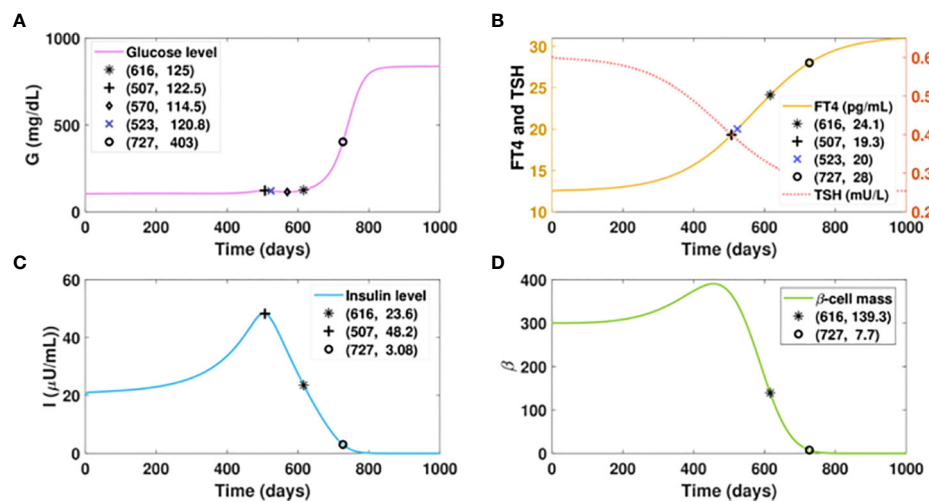 A
1000
500
0
G (mg/dL)
Glucose level
(616, 125)
(507, 122.5)
(570, 114.5)
(523, 120.8)
(727, 403)
0 200 400 600 800 1000
Time (days)
B
30
25
20
15
10
FT4 and TSH
FT4 (pg/mL)
(616, 24.1)
(507, 19.3)
(523, 20)
(727, 28)
TSH (mU/L)
0.6
0.5
0.4
0.3
0.2
0 200 400 600 800 1000
Time (days)
C
60
40
20
0
I (μU/mL))
Insulin level
(616, 23.6)
(507, 48.2)
(727, 3.08)
0 200 400 600 800 1000
Time (days)
D
400
300
200
100
0
β
β-cell mass
(616, 139.3)
(727, 7.7)
0 200 400 600 800 1000
Time (days)